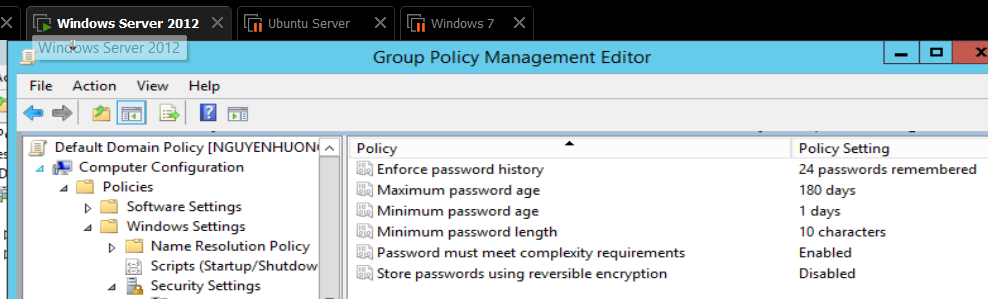 Windows Server 2012
Ubuntu Server
Windows 7
Windows Server 2012
Group Policy Management Editor
File Action View Help
Default Domain Policy [NGUYENHUON
Computer Configuration
Policies
Software Settings
Windows Settings
Name Resolution Policy
Scripts (Startup/Shutdow
Security Settings
Policy Policy Setting
Enforce password history 24 passwords remembered
Maximum password age 180 days
Minimum password age 1 days
Minimum password length 10 characters
Password must meet complexity requirements Enabled
Store passwords using reversible encryption Disabled